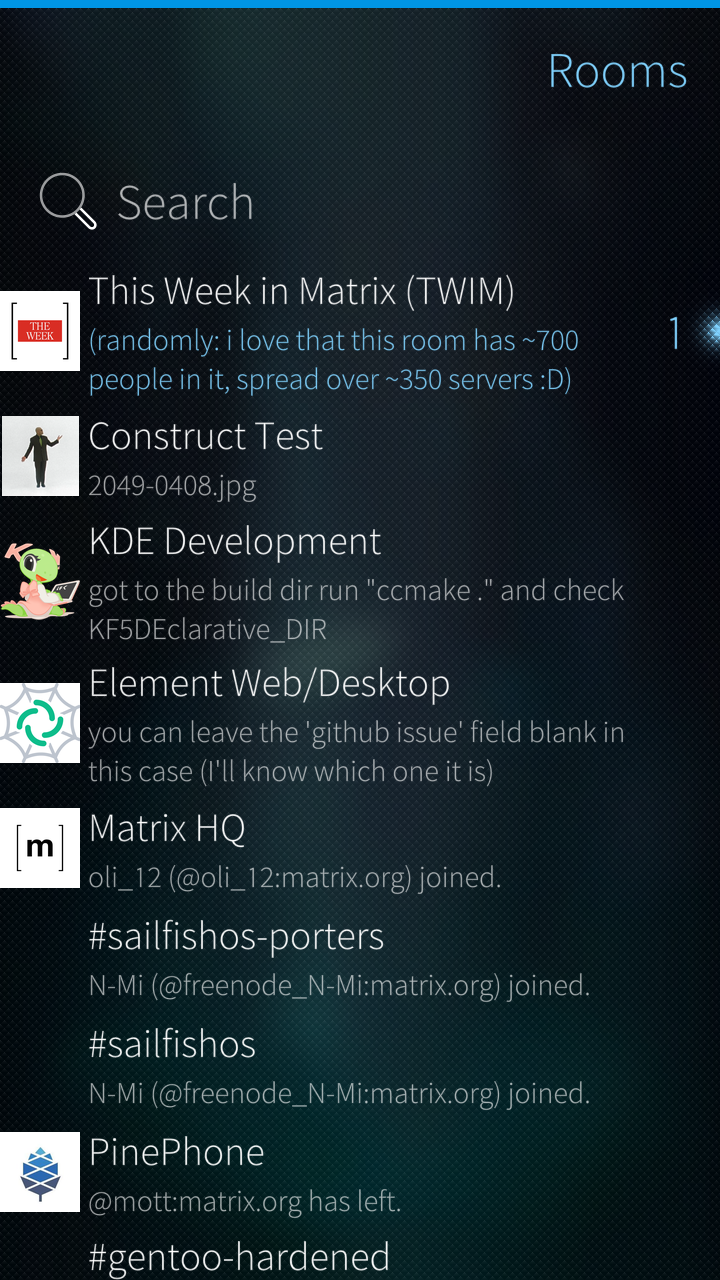 Rooms
Search
This Week in Matrix (TWIM)
THE
WEEK
(randomly: i love that this room has ~700
people in it, spread over ~350 servers :D)
1
Construct Test
2049-0408.jpg
KDE Development
got to the build dir run "ccmake ." and check
KF5DEclarative_DIR
Element Web/Desktop
you can leave the 'github issue' field blank in
this case (I'll know which one it is)
Matrix HQ
[m]
oli_12 (@oli_12:matrix.org) joined.
#sailfishos-porters
N-Mi (@freenode_N-Mi:matrix.org) joined.
#sailfishos
N-Mi (@freenode_N-Mi:matrix.org) joined.
PinePhone
@mott:matrix.org has left.
#gentoo-hardened